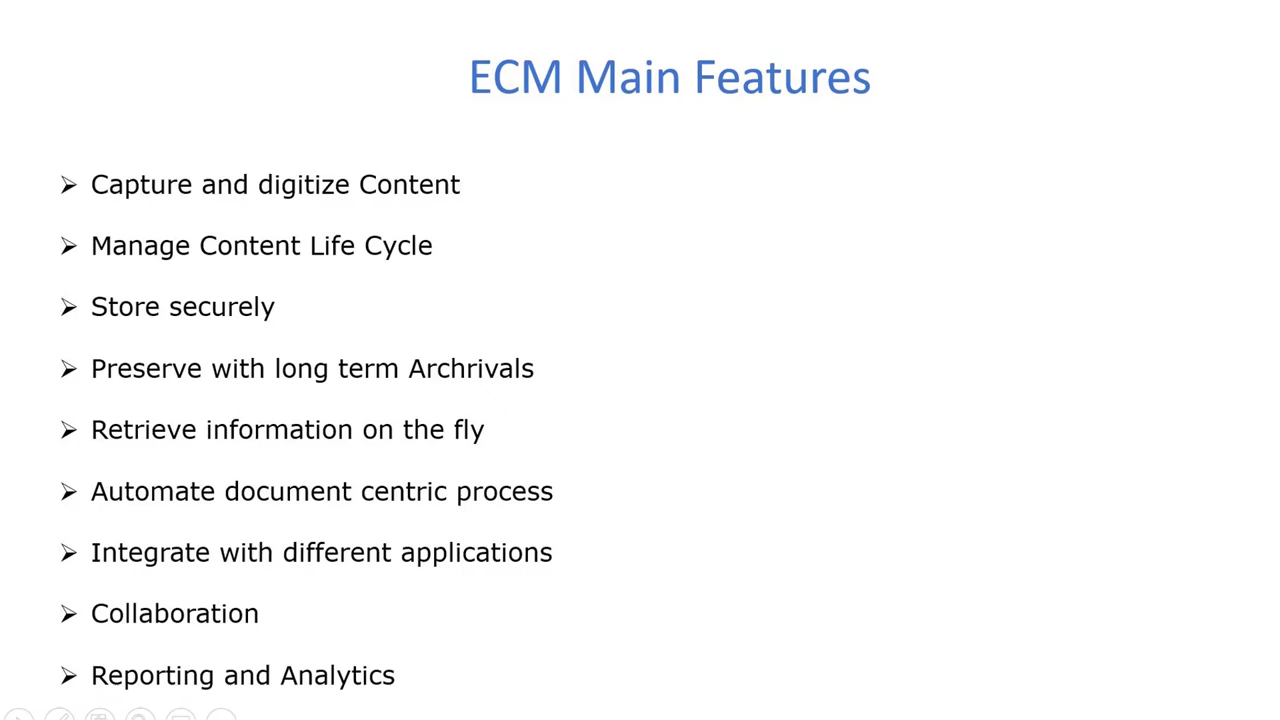 ECM Main Features
➢ Capture and digitize Content
➢ Manage Content Life Cycle
➢ Store securely
➢ Preserve with long term Archrivals
➢ Retrieve information on the fly
➢ Automate document centric process
➢ Integrate with different applications
➢ Collaboration
➢ Reporting and Analytics